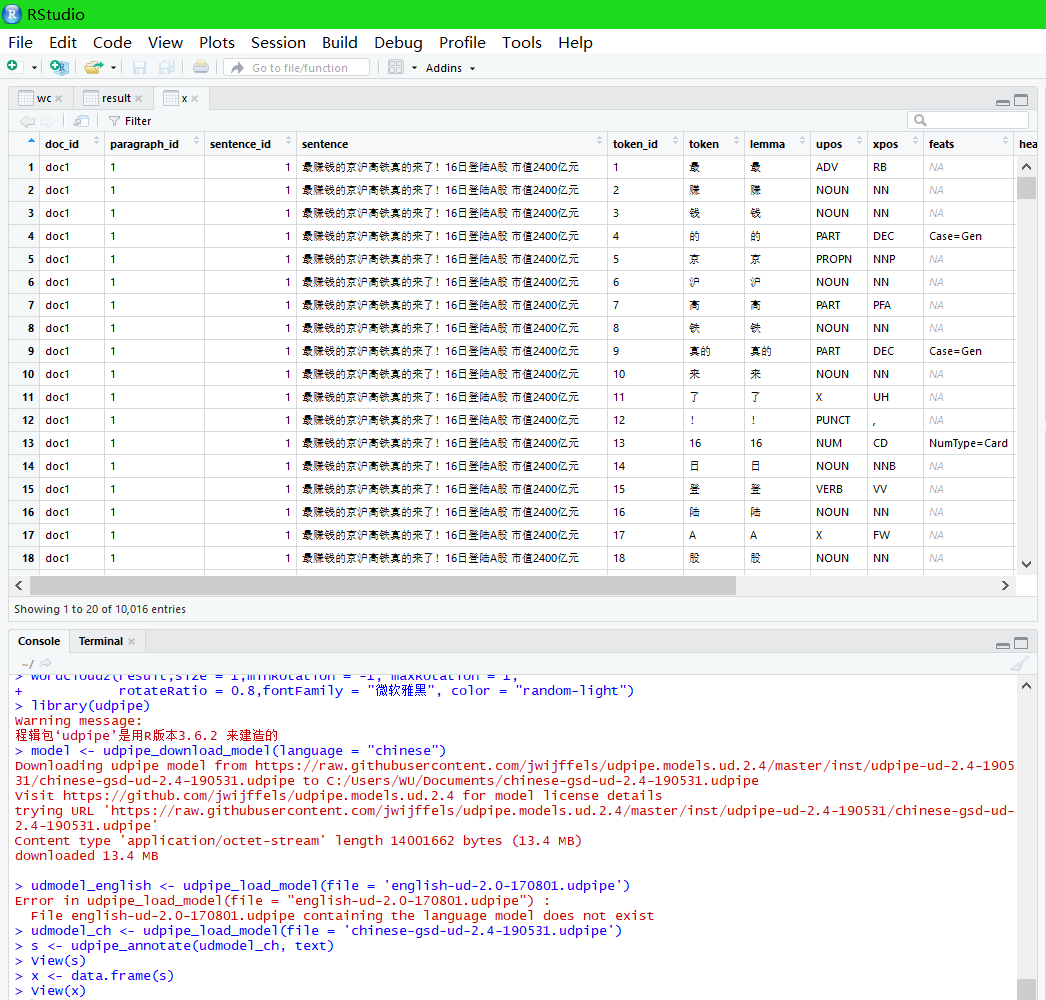 RStudio
File Edit Code View Plots Session Build Debug Profile Tools Help
Go to file/function Addins
wc result x
Filter
doc_id paragraph_id sentence_id sentence token_id token lemma upos xpos feats hea
1 doc1 1 1 最赚钱的京沪高铁真的来了！16日登陆A股 市值2400亿元 1 最 最 ADV RB NA
2 doc1 1 1 最赚钱的京沪高铁真的来了！16日登陆A股 市值2400亿元 2 赚 赚 NOUN NN NA
3 doc1 1 1 最赚钱的京沪高铁真的来了！16日登陆A股 市值2400亿元 3 钱 钱 NOUN NN NA
4 doc1 1 1 最赚钱的京沪高铁真的来了！16日登陆A股 市值2400亿元 4 的 的 PART DEC Case=Gen
5 doc1 1 1 最赚钱的京沪高铁真的来了！16日登陆A股 市值2400亿元 5 京 京 PROPN NNP NA
6 doc1 1 1 最赚钱的京沪高铁真的来了！16日登陆A股 市值2400亿元 6 沪 沪 NOUN NN NA
7 doc1 1 1 最赚钱的京沪高铁真的来了！16日登陆A股 市值2400亿元 7 高 高 PART PFA NA
8 doc1 1 1 最赚钱的京沪高铁真的来了！16日登陆A股 市值2400亿元 8 铁 铁 NOUN NN NA
9 doc1 1 1 最赚钱的京沪高铁真的来了！16日登陆A股 市值2400亿元 9 真的 真的 PART DEC Case=Gen
10 doc1 1 1 最赚钱的京沪高铁真的来了！16日登陆A股 市值2400亿元 10 来 来 NOUN NN NA
11 doc1 1 1 最赚钱的京沪高铁真的来了！16日登陆A股 市值2400亿元 11 了 了 X UH NA
12 doc1 1 1 最赚钱的京沪高铁真的来了！16日登陆A股 市值2400亿元 12 ！ ！ PUNCT , NA
13 doc1 1 1 最赚钱的京沪高铁真的来了！16日登陆A股 市值2400亿元 13 16 16 NUM CD NumType=Card
14 doc1 1 1 最赚钱的京沪高铁真的来了！16日登陆A股 市值2400亿元 14 日 日 NOUN NNB NA
15 doc1 1 1 最赚钱的京沪高铁真的来了！16日登陆A股 市值2400亿元 15 登 登 VERB VV NA
16 doc1 1 1 最赚钱的京沪高铁真的来了！16日登陆A股 市值2400亿元 16 陆 陆 NOUN NN NA
17 doc1 1 1 最赚钱的京沪高铁真的来了！16日登陆A股 市值2400亿元 17 A A X FW NA
18 doc1 1 1 最赚钱的京沪高铁真的来了！16日登陆A股 市值2400亿元 18 股 股 NOUN NN NA
Showing 1 to 20 of 10,016 entries
Console Terminal
~/
> wordcloud2(result,size = 1,minRotation = -1, maxRotation = 1,
+ rotateRatio = 0.8,fontFamily = "微软雅黑", color = "random-light")
> library(udpipe)
Warning message:
程辑包‘udpipe’是用R版本3.6.2 来建造的
> model <- udpipe_download_model(language = "chinese")
Downloading udpipe model from https://raw.githubusercontent.com/jwijffels/udpipe.models.ud.2.4/master/inst/udpipe-ud-2.4-1905
31/chinese-gsd-ud-2.4-190531.udpipe to C:/Users/WU/Documents/chinese-gsd-ud-2.4-190531.udpipe
Visit https://github.com/jwijffels/udpipe.models.ud.2.4 for model license details
trying URL 'https://raw.githubusercontent.com/jwijffels/udpipe.models.ud.2.4/master/inst/udpipe-ud-2.4-190531/chinese-gsd-ud-
2.4-190531.udpipe'
Content type 'application/octet-stream' length 14001662 bytes (13.4 MB)
downloaded 13.4 MB
> udmodel_english <- udpipe_load_model(file = 'english-ud-2.0-170801.udpipe')
Error in udpipe_load_model(file = "english-ud-2.0-170801.udpipe") :
File english-ud-2.0-170801.udpipe containing the language model does not exist
> udmodel_ch <- udpipe_load_model(file = 'chinese-gsd-ud-2.4-190531.udpipe')
> s <- udpipe_annotate(udmodel_ch, text)
> View(s)
> x <- data.frame(s)
> View(x)